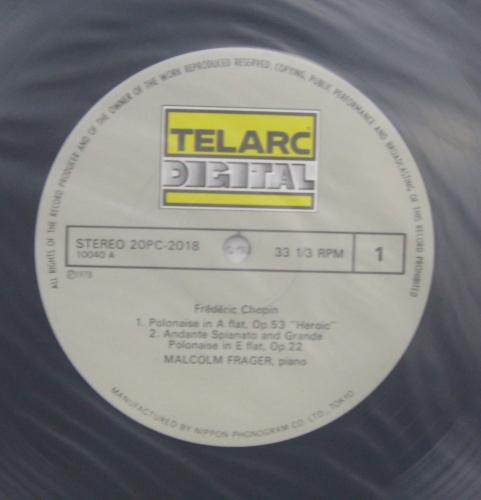 ALL RIGHTS OF THE RECORD PRODUCER AND OF THE OWNER OF THE WORK REPRODUCED RESERVED. COPYING, PUBLIC PERFORMANCE AND BROADCASTING OF THIS RECORD PROHIBITED
TELARC
DIGITAL
STEREO 20PC-2018 33 1/3 RPM 1
10040 A
Ⓟ1978
Frédéric Chopin
1. Polonaise in A flat, Op.53 "Heroic"
2. Andante Spianato and Grande
Polonaise in E flat, Op.22
MALCOLM FRAGER, piano
MANUFACTURED BY NIPPON PHONOGRAM CO. LTD., TOKYO